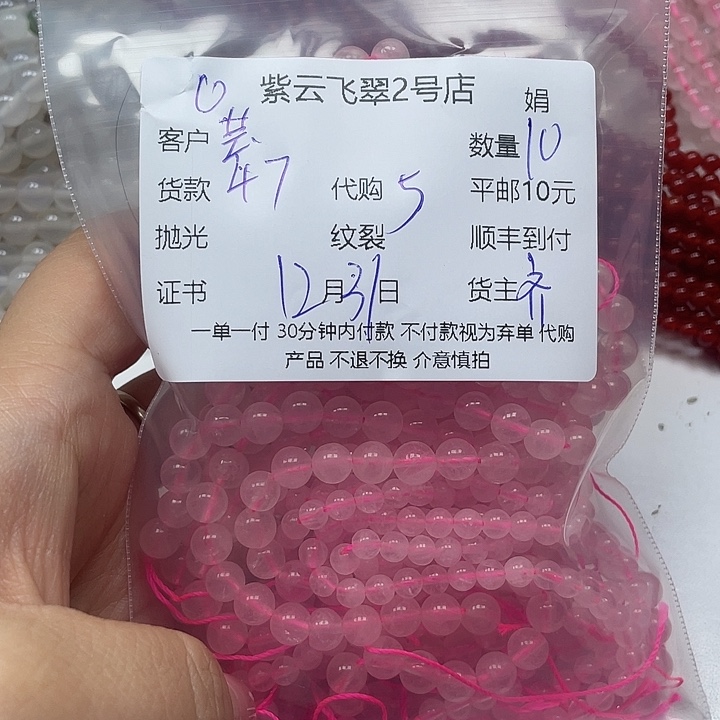 紫云飞翠2号店 娟
客户 数量10
货款47 代购5 平邮10元
抛光 纹裂 顺丰到付
证书 12月31日 货主齐
一单一付 30分钟内付款 不付款视为弃单 代购
产品 不退不换 介意慎拍